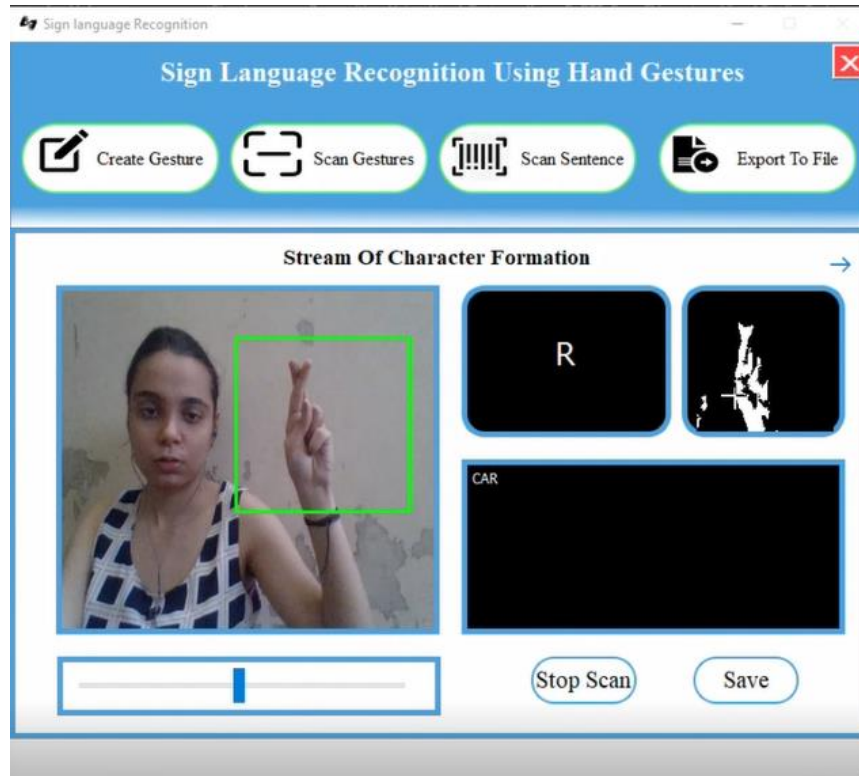 Sign language Recognition
Sign Language Recognition Using Hand Gestures
Create Gesture
Scan Gestures
Scan Sentence
Export To File
Stream Of Character Formation
R
CAR
Stop Scan
Save